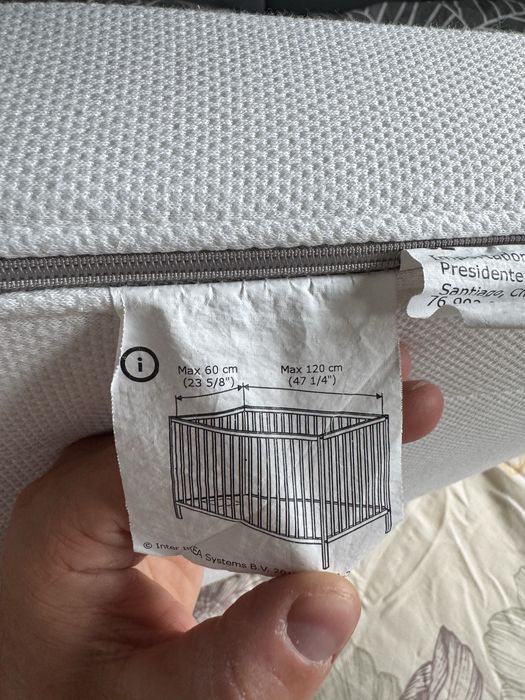 Presidente
Santiago,
i
Max 60 cm
(23 5/8")
Max 120 cm
(47 1/4")
© Inter IKEA Systems B.V.